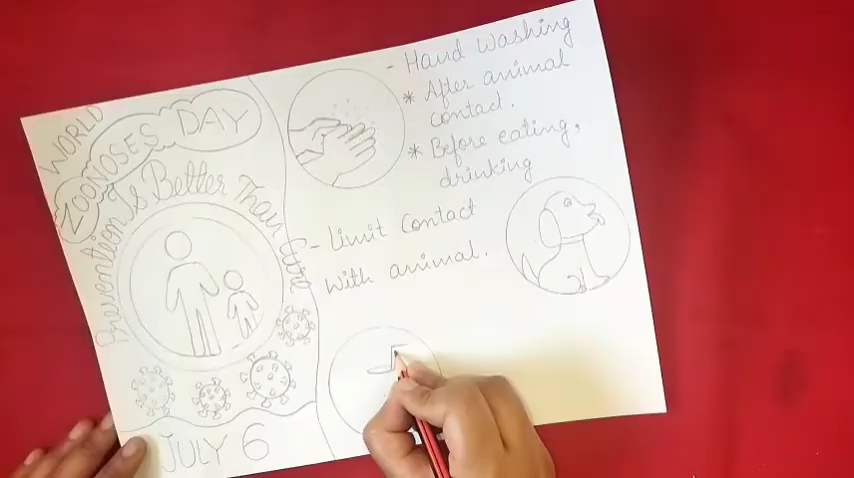 WORLD
ZOONOSES DAY
Prevention Is Better Than Cure
JULY 6
- Hand Washing
* After animal
contact.
* Before eating,
drinking
- Limit Contact
With animal.